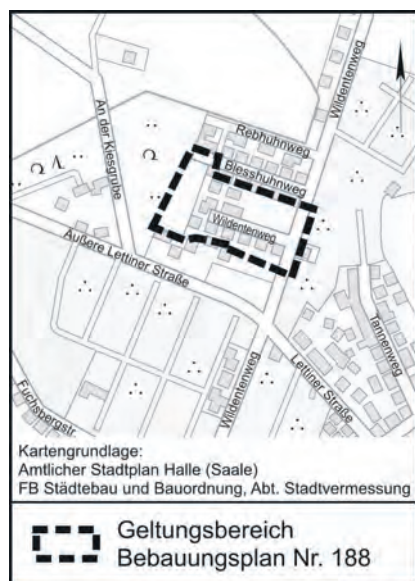 Wildentenweg
An der Kiesgrube
Rebhuhnweg
Blesshuhnweg
Wildentenweg
Äußere Lettiner Straße
Tannenweg
Lettiner Straße
Wildentenweg
Fuchsbergstr.
Kartengrundlage:
Amtlicher Stadtplan Halle (Saale)
FB Städtebau und Bauordnung, Abt. Stadtvermessung
Geltungsbereich
Bebauungsplan Nr. 188